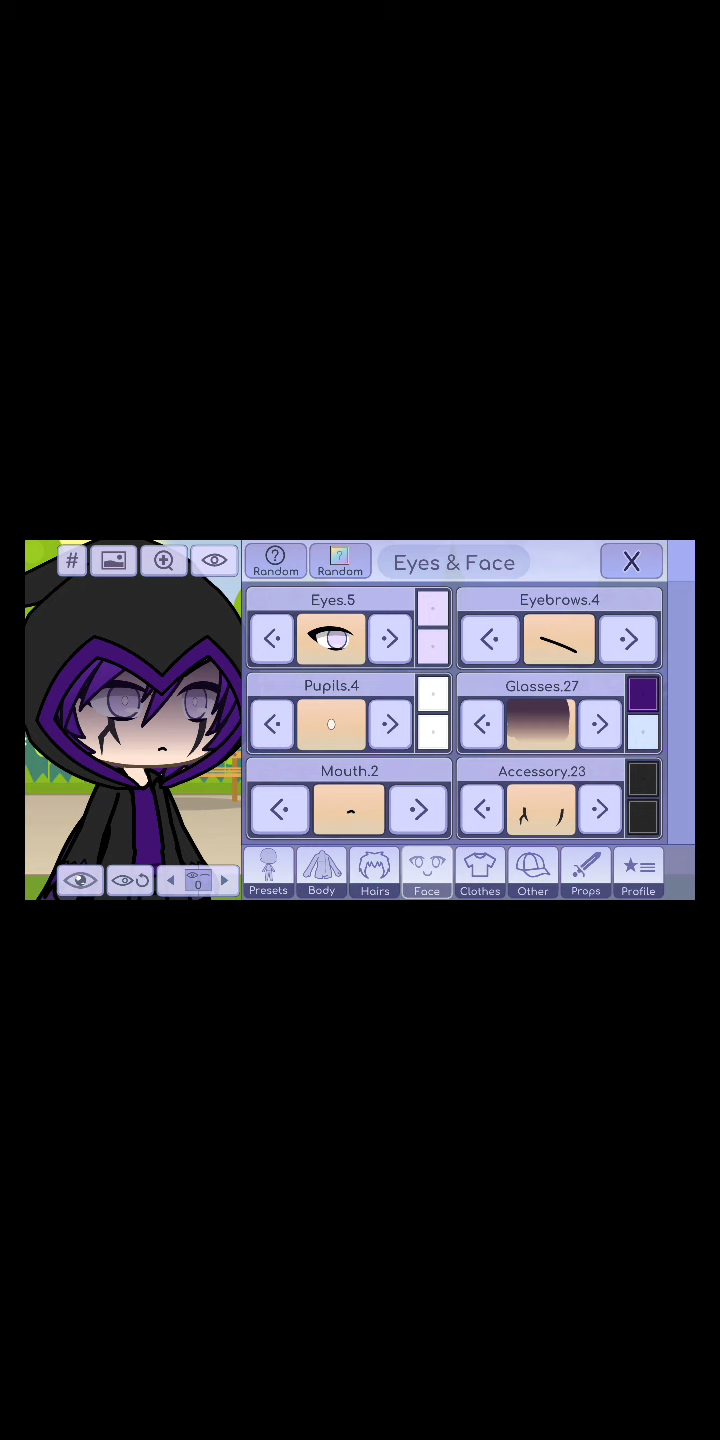 #
? Random
? Random
Eyes & Face
X
Eyes.5
Eyebrows.4
Pupils.4
Glasses.27
Mouth.2
Accessory.23
0
Presets
Body
Hairs
Face
Clothes
Other
Props
Profile